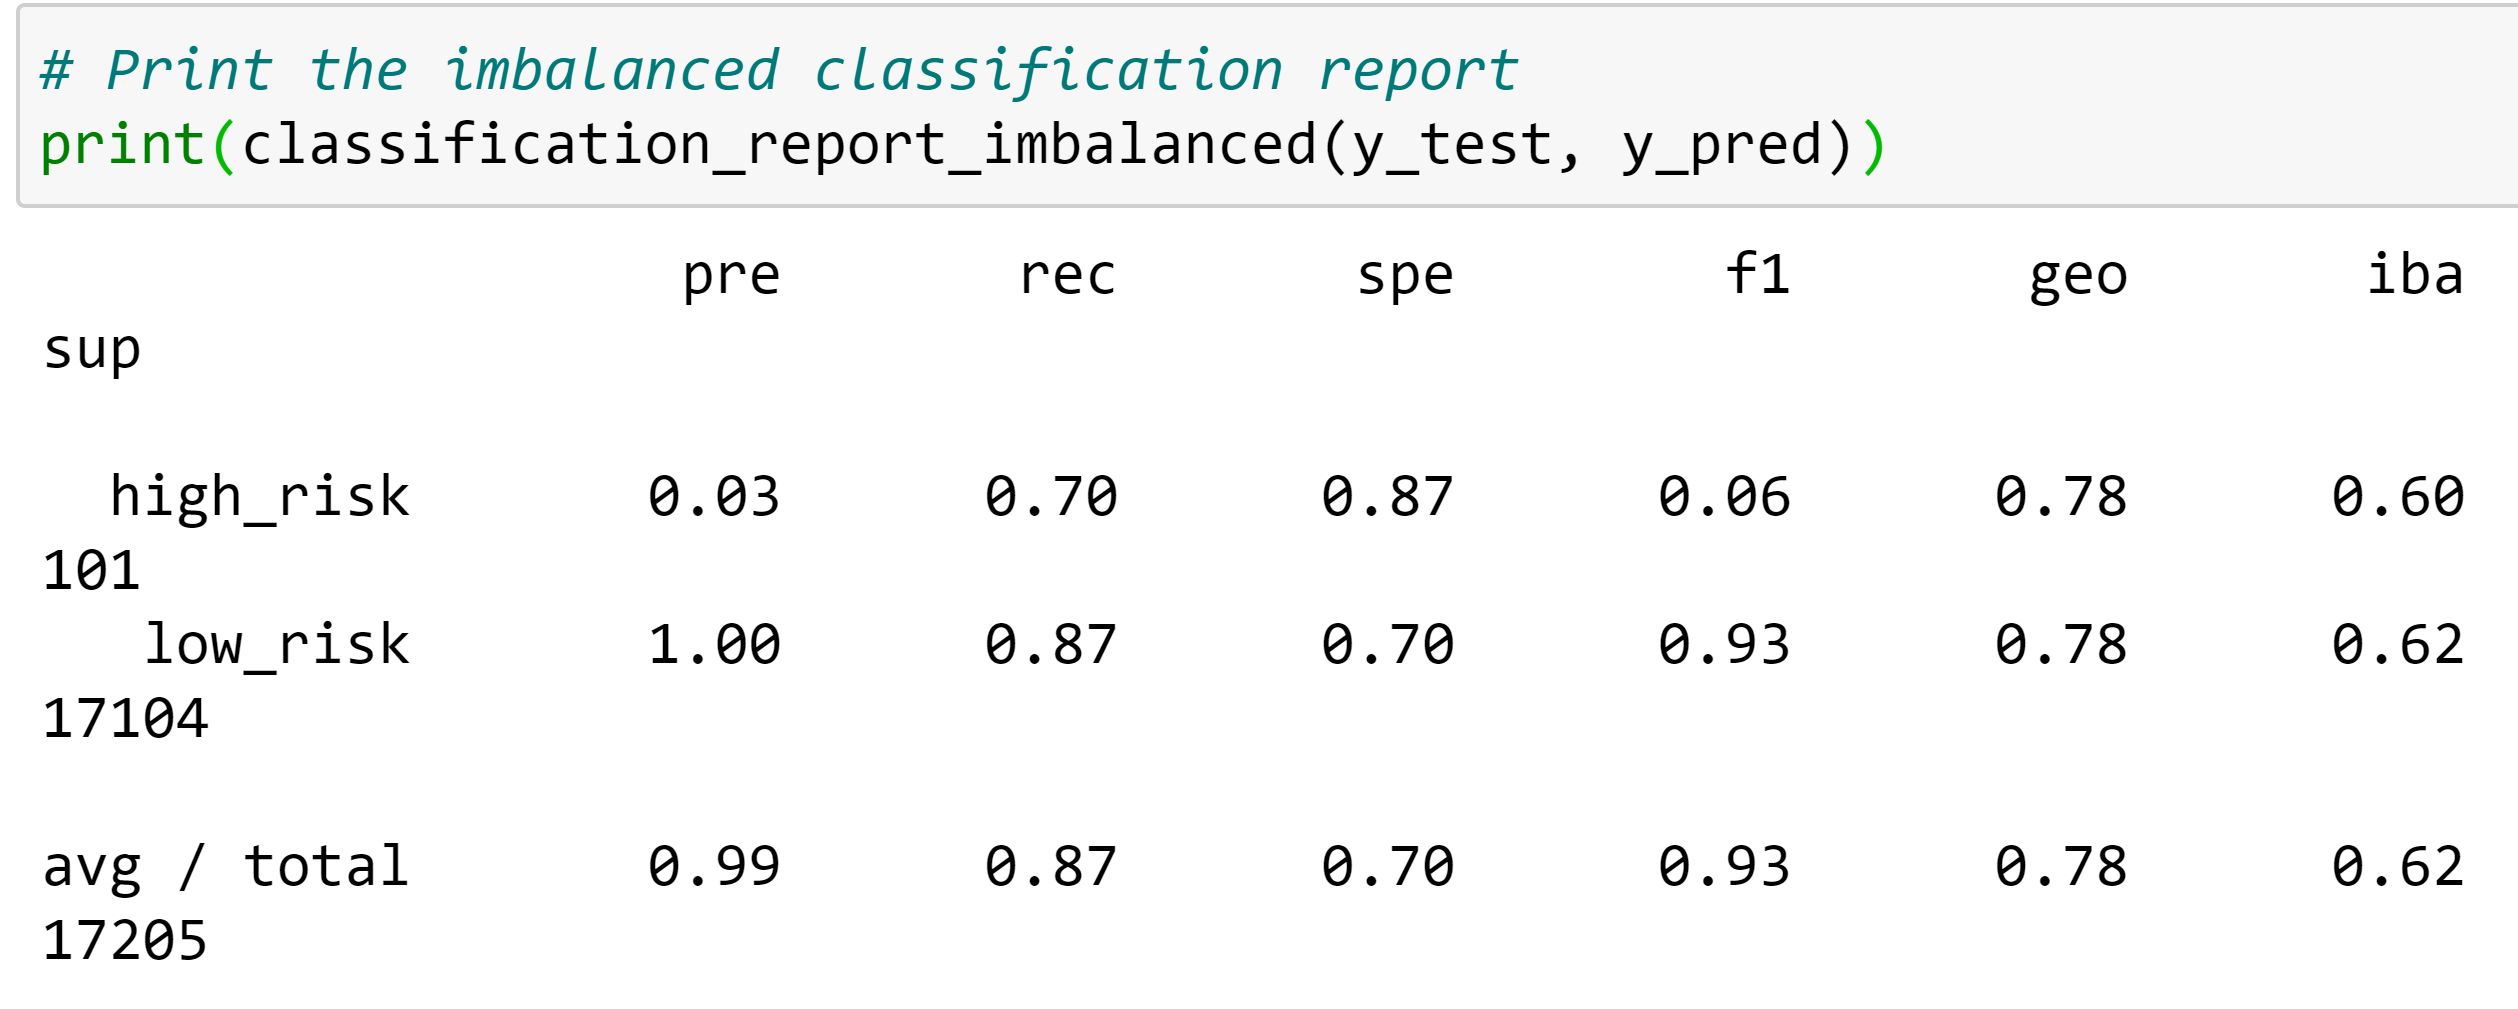 # Print the imbalanced classification report
print(classification_report_imbalanced(y_test, y_pred))
pre rec spe f1 geo iba
sup
high_risk 0.03 0.70 0.87 0.06 0.78 0.60
101
low_risk 1.00 0.87 0.70 0.93 0.78 0.62
17104
avg / total 0.99 0.87 0.70 0.93 0.78 0.62
17205